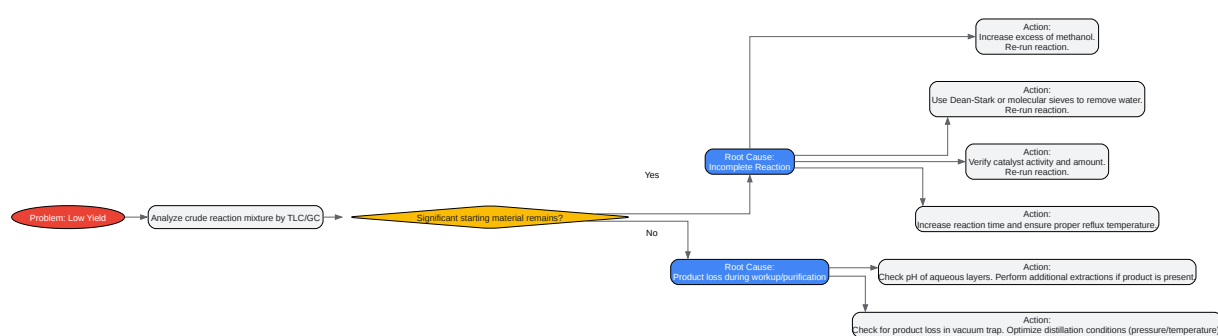 Problem: Low Yield
Analyze crude reaction mixture by TLC/GC
Significant starting material remains?
Yes
No
Root Cause:
Incomplete Reaction
Action:
Increase excess of methanol.
Re-run reaction.
Action:
Use Dean-Stark or molecular sieves to remove water.
Re-run reaction.
Action:
Verify catalyst activity and amount.
Re-run reaction.
Action:
Increase reaction time and ensure proper reflux temperature.
Root Cause:
Product loss during workup/purification
Action:
Check pH of aqueous layers. Perform additional extractions if product is present.
Action:
Check for product loss in vacuum trap. Optimize distillation conditions (pressure/temperature)